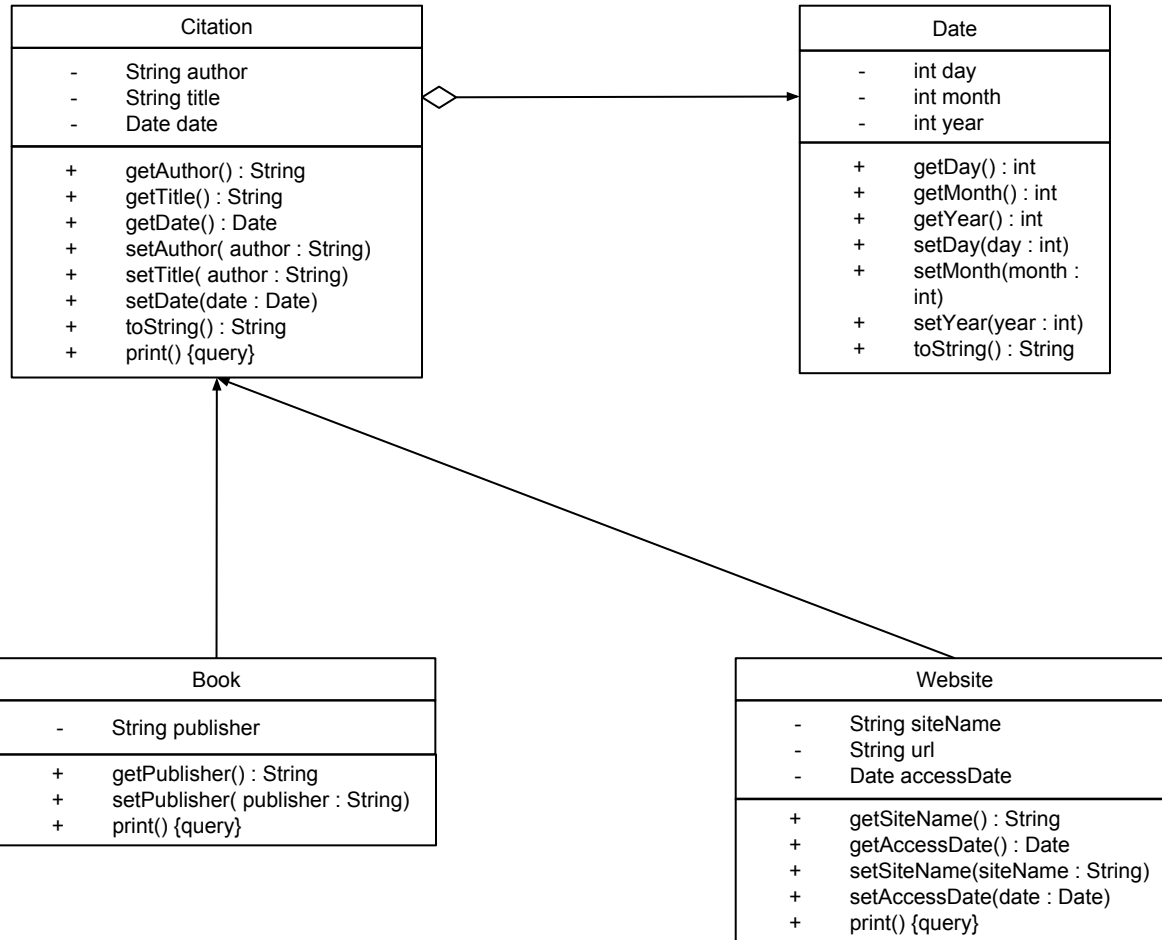 Citation
- String author
- String title
- Date date
+ getAuthor() : String
+ getTitle() : String
+ getDate() : Date
+ setAuthor( author : String)
+ setTitle( author : String)
+ setDate(date : Date)
+ toString() : String
+ print() {query}
Date
- int day
- int month
- int year
+ getDay() : int
+ getMonth() : int
+ getYear() : int
+ setDay(day : int)
+ setMonth(month :
int)
+ setYear(year : int)
+ toString() : String
Book
- String publisher
+ getPublisher() : String
+ setPublisher( publisher : String)
+ print() {query}
Website
- String siteName
- String url
- Date accessDate
+ getSiteName() : String
+ getAccessDate() : Date
+ setSiteName(siteName : String)
+ setAccessDate(date : Date)
+ print() {query}